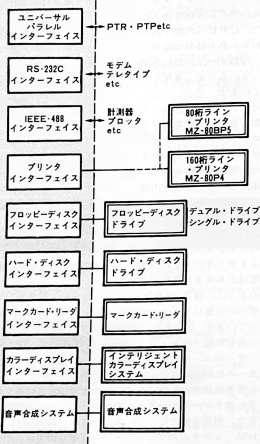 ユニバーサル
パラレル
インターフェイス
PTR・PTPetc
RS-232C
インターフェイス
モデム
テレタイプ
etc
IEEE-488
インターフェイス
計測器
プロッタ
etc
80桁ライン
・プリンタ
MZ-80BP5
プリンタ
インターフェイス
160桁ライン
・プリンタ
MZ-80P4
フロッピーディスク
インターフェイス
フロッピーディスク
ドライブ
デュアル・ドライブ
シングル・ドライブ
ハード・ディスク
インターフェイス
ハード・ディスク
ドライブ
マークカード・リーダ
インターフェイス
マークカード・リーダ
カラーディスプレイ
インターフェイス
インテリジェント
カラーディスプレイ
システム
音声合成システム
音声合成システム